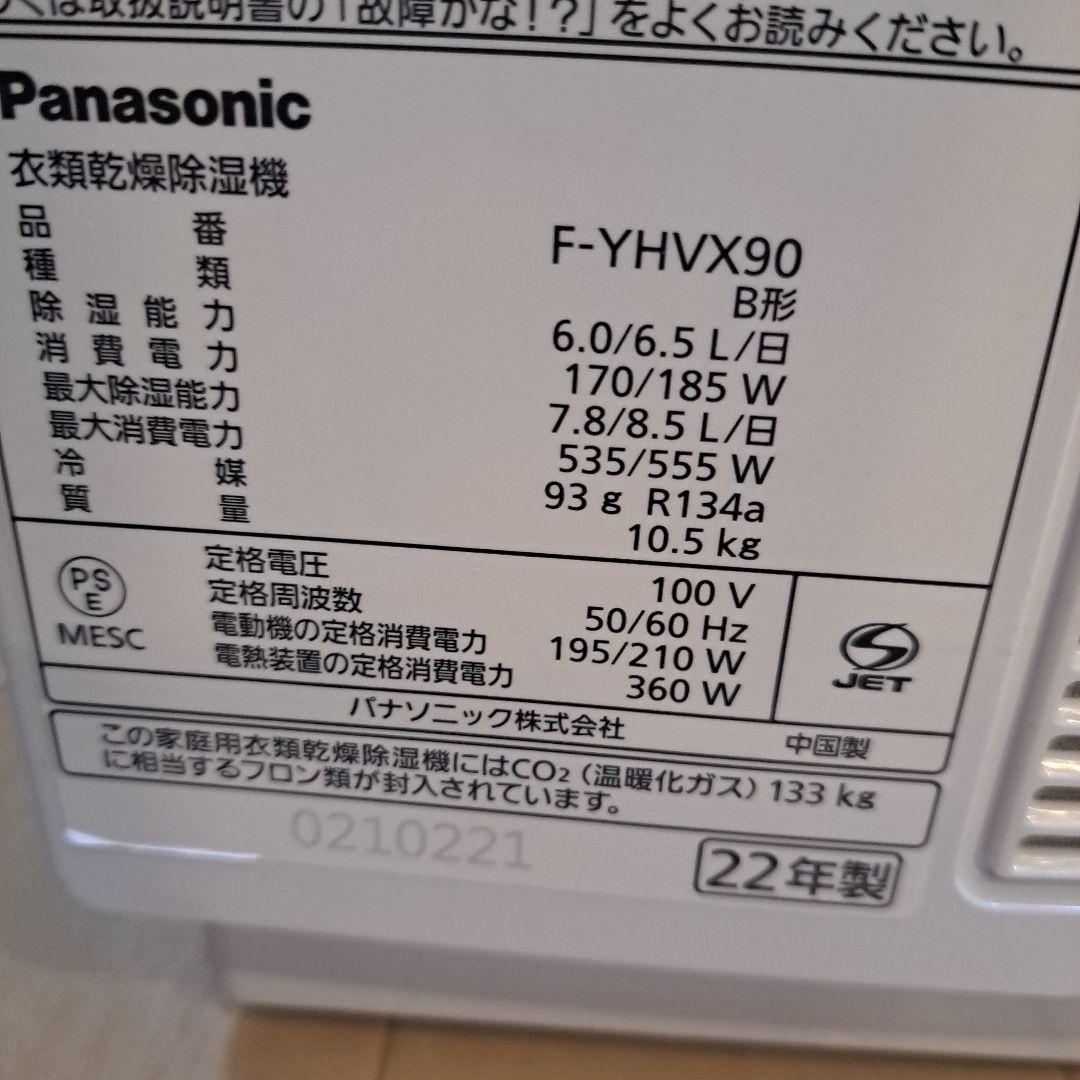 くは取扱説明書の「故障かな!?」をよくお読みください。
Panasonic
衣類乾燥除湿機
品番 F-YHVX90
種類 B形
除湿能力 6.0/6.5 L/日
消費電力 170/185 W
最大除湿能力 7.8/8.5 L/日
最大消費電力 535/555 W
冷媒 93 g R134a
質量 10.5 kg
PS
E
MESC
定格電圧 100 V
定格周波数 50/60 Hz
電動機の定格消費電力 195/210 W
電熱装置の定格消費電力 360 W
JET
パナソニック株式会社 中国製
この家庭用衣類乾燥除湿機にはCO₂（温暖化ガス）133 kg
に相当するフロン類が封入されています。
0210221
22年製